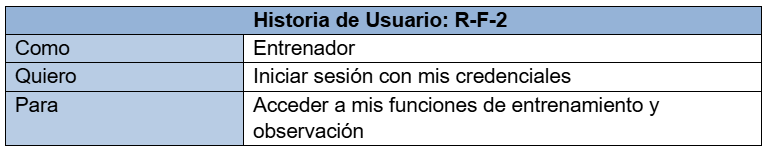 Historia de Usuario: R-F-2
Como Entrenador
Quiero Iniciar sesión con mis credenciales
Para Acceder a mis funciones de entrenamiento y
observación